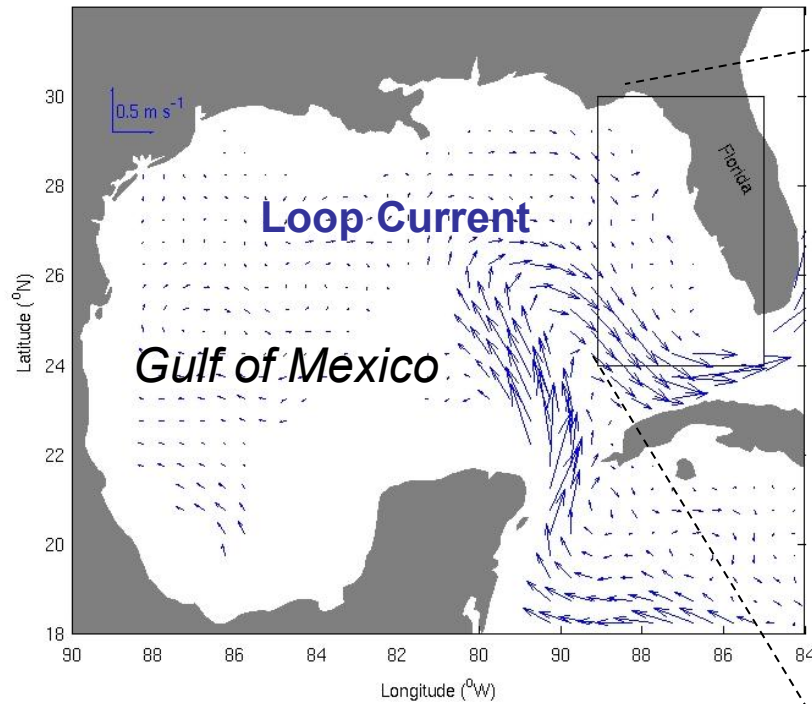 0.5 m s⁻¹
Florida
Loop Current
Gulf of Mexico
Latitude (°N)
30
28
26
24
22
20
18
90 88 86 84 82 80 90 88 86 84
Longitude (°W)